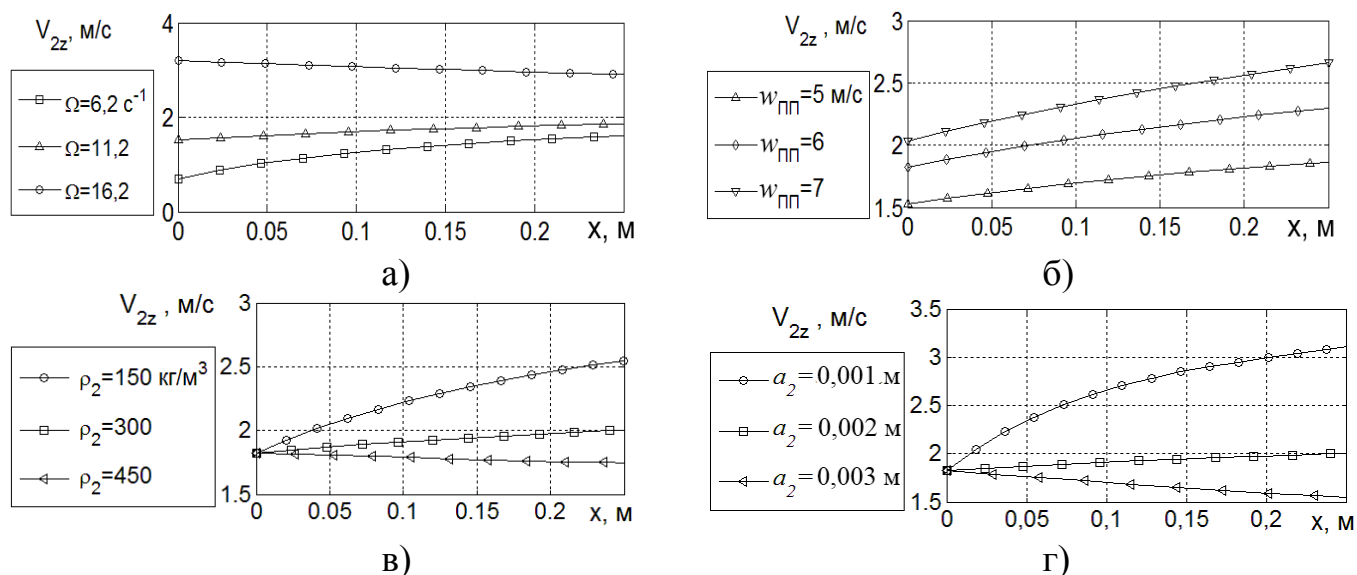 V2z, м/с
4
2
0
Ω=6,2 с⁻¹
Ω=11,2
Ω=16,2
0 0.05 0.1 0.15 0.2 х, м
а)
V2z, м/с
3
2.5
2
1.5
wПП=5 м/с
wПП=6
wПП=7
0 0.05 0.1 0.15 0.2 х, м
б)
V2z , м/с
3
2.5
2
1.5
ρ2=150 кг/м³
ρ2=300
ρ2=450
0 0.05 0.1 0.15 0.2 х, м
в)
V2z , м/с
3.5
3
2.5
2
1.5
a2=0,001 м
a2=0,002 м
a2=0,003 м
0 0,05 0,1 0,15 0,2 х, м
г)